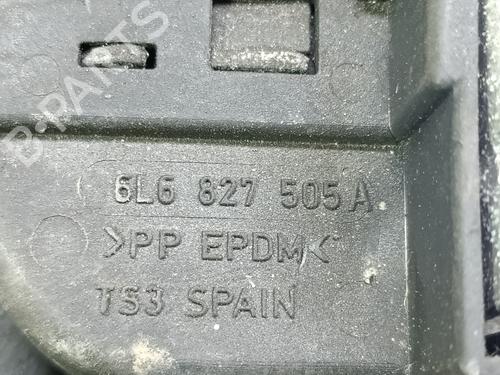 B-PARTS
6L6 827 505 A
>PP EPDM<
TS3 SPAIN